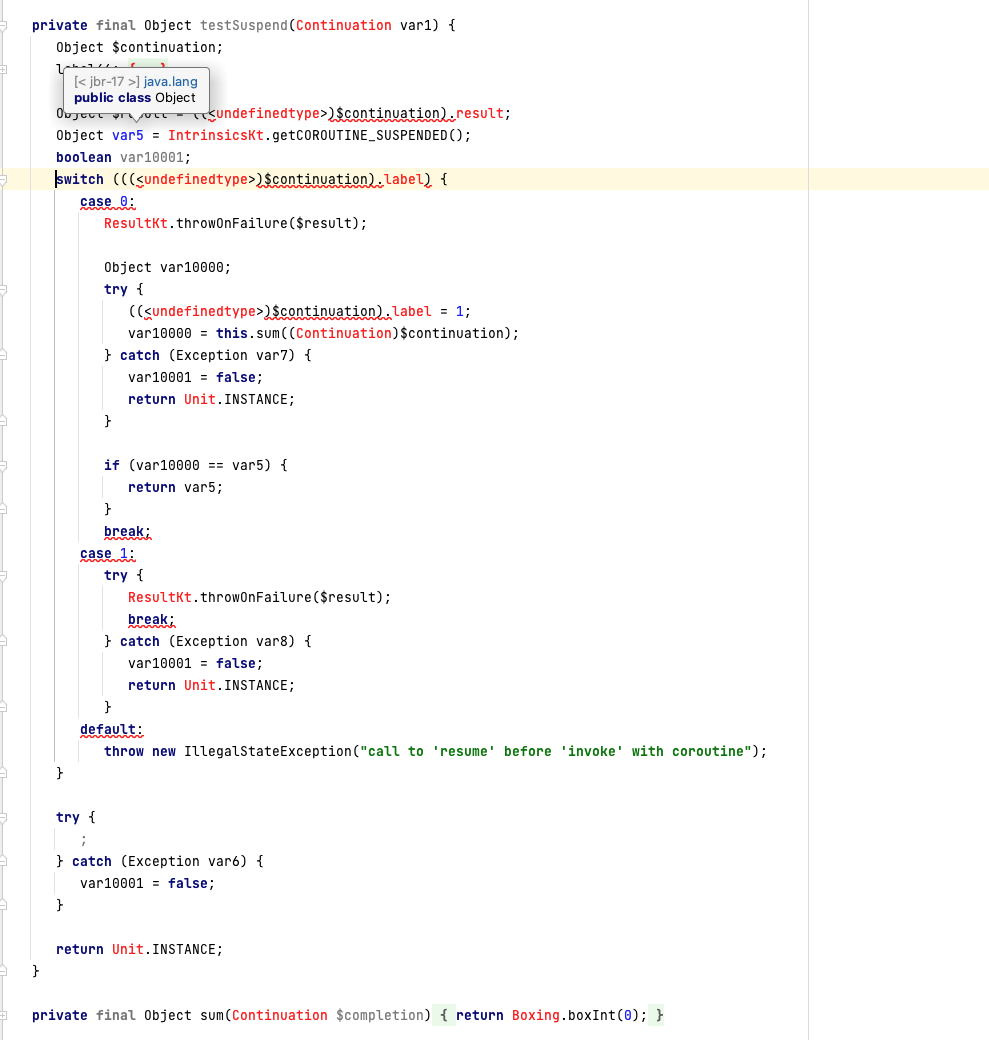 private final Object testSuspend(Continuation var1) {
Object $continuation;
[< jbr-17 >] java.lang
public class Object
<undefinedtype>)$continuation).result;
Object var5 = IntrinsicsKt.getCOROUTINE_SUSPENDED();
boolean var10001;
switch (((<undefinedtype>)$continuation).label) {
case 0:
ResultKt.throwOnFailure($result);
Object var10000;
try {
((<undefinedtype>)$continuation).label = 1;
var10000 = this.sum((Continuation)$continuation);
} catch (Exception var7) {
var10001 = false;
return Unit.INSTANCE;
}
if (var10000 == var5) {
return var5;
}
break;
case 1:
try {
ResultKt.throwOnFailure($result);
break;
} catch (Exception var8) {
var10001 = false;
return Unit.INSTANCE;
}
default:
throw new IllegalStateException("call to 'resume' before 'invoke' with coroutine");
}
try {
;
} catch (Exception var6) {
var10001 = false;
}
return Unit.INSTANCE;
}
private final Object sum(Continuation $completion) { return Boxing.boxInt(0); }